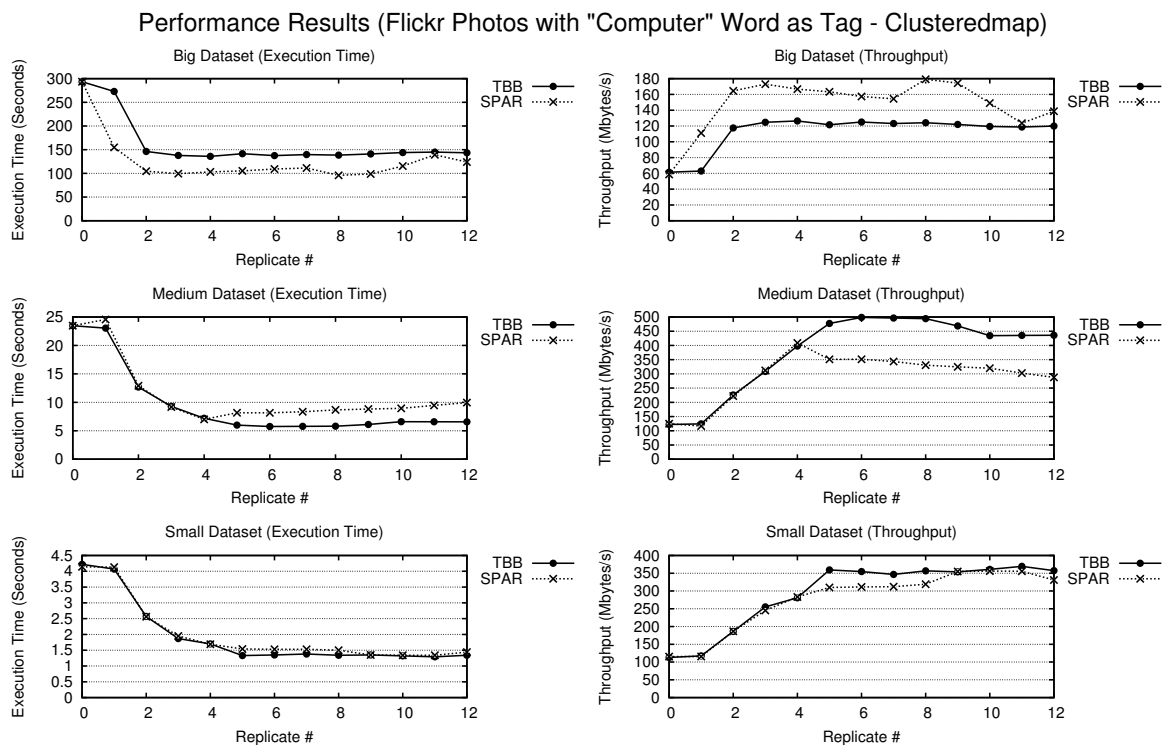 Performance Results (Flickr Photos with "Computer" Word as Tag - Clusteredmap)
Big Dataset (Execution Time)
Execution Time (Seconds)
300
250
200
150
100
50
0
0 2 4 6 8 10 12
Replicate #
TBB
SPAR
Big Dataset (Throughput)
Throughput (Mbytes/s)
180
160
140
120
100
80
60
40
20
0
0 2 4 6 8 10 12
Replicate #
TBB
SPAR
Medium Dataset (Execution Time)
Execution Time (Seconds)
25
20
15
10
5
0
0 2 4 6 8 10 12
Replicate #
TBB
SPAR
Medium Dataset (Throughput)
Throughput (Mbytes/s)
500
450
400
350
300
250
200
150
100
50
0
0 2 4 6 8 10 12
Replicate #
TBB
SPAR
Small Dataset (Execution Time)
Execution Time (Seconds)
4.5
4
3.5
3
2.5
2
1.5
1
0.5
0
0 2 4 6 8 10 12
Replicate #
TBB
SPAR
Small Dataset (Throughput)
Throughput (Mbytes/s)
400
350
300
250
200
150
100
50
0
0 2 4 6 8 10 12
Replicate #
TBB
SPAR